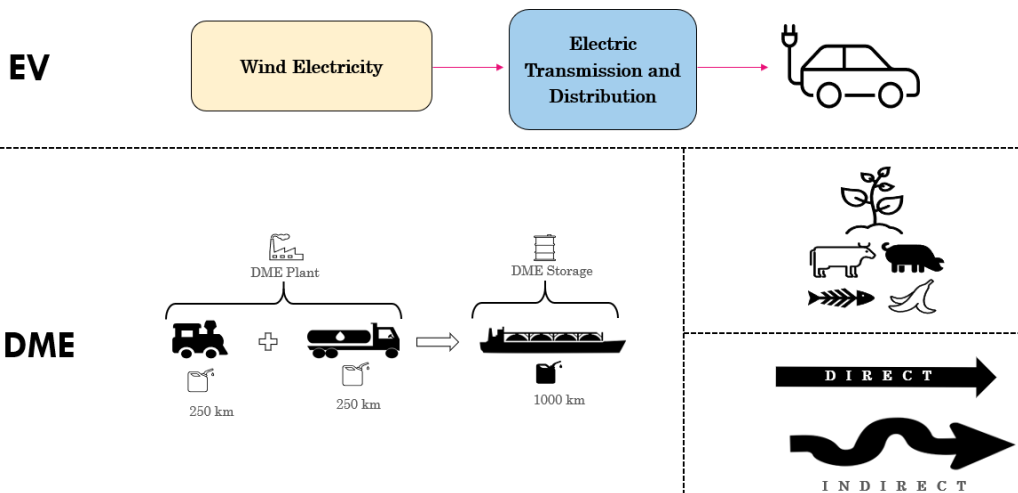 EV
Wind Electricity
Electric
Transmission and
Distribution
DME
DME Plant
DME Storage
250 km
250 km
1000 km
DIRECT
INDIRECT